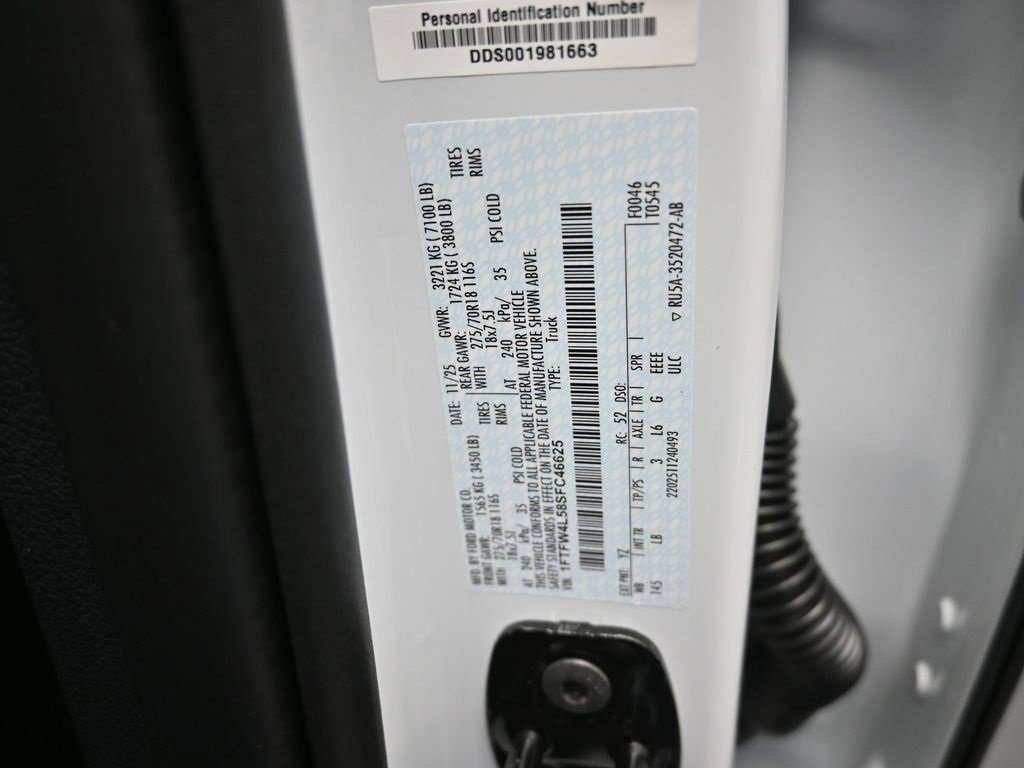 Personal Identification Number
DDS001981663
MFD. BY FORD MOTOR CO. DATE: 11/25 GVWR: 3221 KG ( 7100 LB)
FRONT GAWR: 1565 KG ( 3450 LB) REAR GAWR: 1724 KG ( 3800 LB)
WITH 275/70R18 116S TIRES WITH 275/70R18 116S TIRES
18x7.5J RIMS 18x7.5J RIMS
AT 240 kPa/ 35 PSI COLD AT 240 kPa/ 35 PSI COLD
THIS VEHICLE CONFORMS TO ALL APPLICABLE FEDERAL MOTOR VEHICLE
SAFETY STANDARDS IN EFFECT ON THE DATE OF MANUFACTURE SHOWN ABOVE.
VIN: 1FTFW4L58SFC46625 TYPE: Truck
EXT PNT: YZ RC: 52 DSO: F0046
WB INT TR TP/PS R AXLE TR SPR T0545
145 LB 3 L6 G EEEE
2202511240493 ULC
▽ RU5A-3520472-AB